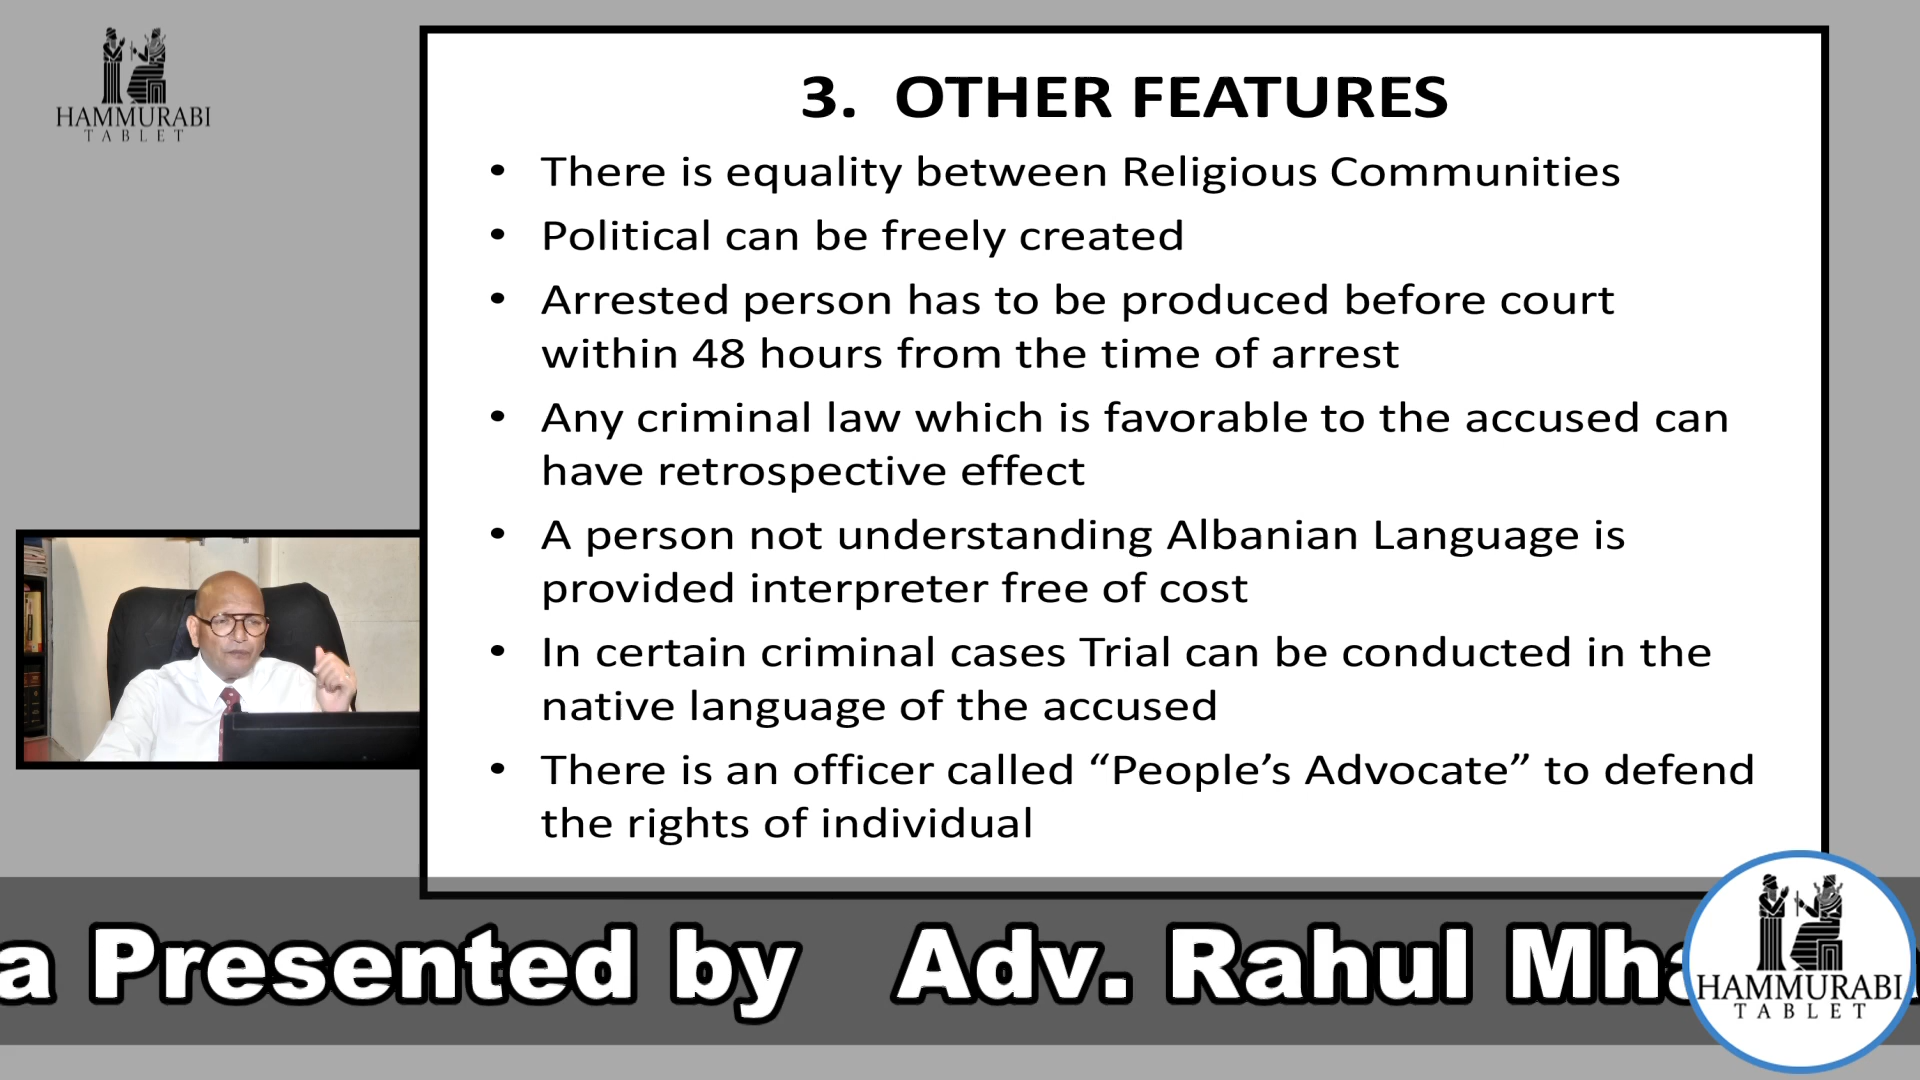 HAMMURABI
TABLET
3. OTHER FEATURES
• There is equality between Religious Communities
• Political can be freely created
• Arrested person has to be produced before court
within 48 hours from the time of arrest
• Any criminal law which is favorable to the accused can
have retrospective effect
• A person not understanding Albanian Language is
provided interpreter free of cost
• In certain criminal cases Trial can be conducted in the
native language of the accused
• There is an officer called “People’s Advocate” to defend
the rights of individual
a Presented by Adv. Rahul
HAMMURABI
TABLET